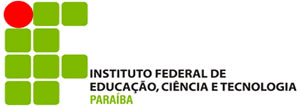 INSTITUTO FEDERAL DE
EDUCAÇÃO, CIÊNCIA E TECNOLOGIA
PARAÍBA